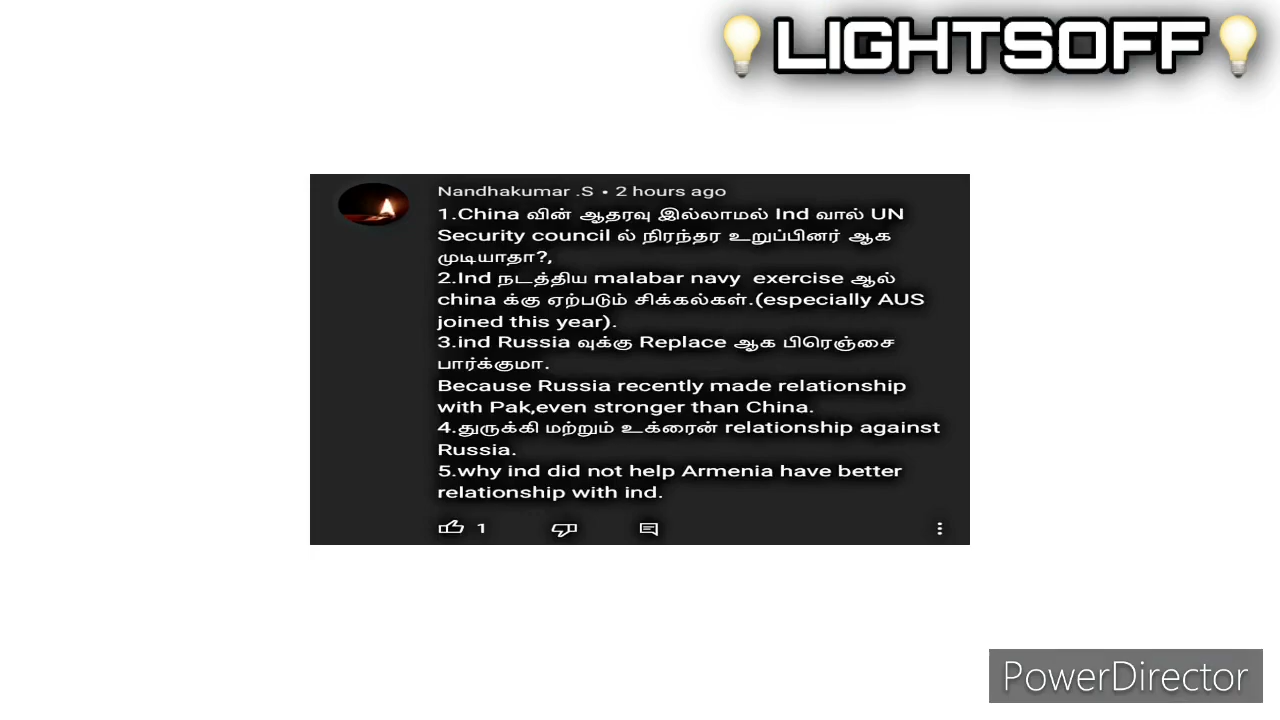 LIGHTSOFF
Nandhakumar .S • 2 hours ago
1.China வின் ஆதரவு இல்லாமல் Ind வால் UN
Security council ல் நிரந்தர உறுப்பினர் ஆக
முடியாதா?,
2.Ind நடத்திய malabar navy exercise ஆல்
china க்கு ஏற்படும் சிக்கல்கள்.(especially AUS
joined this year).
3.ind Russia வுக்கு Replace ஆக பிரெஞ்சை
பார்க்குமா.
Because Russia recently made relationship
with Pak,even stronger than China.
4.துருக்கி மற்றும் உக்ரைன் relationship against
Russia.
5.why ind did not help Armenia have better
relationship with ind.
1
PowerDirector